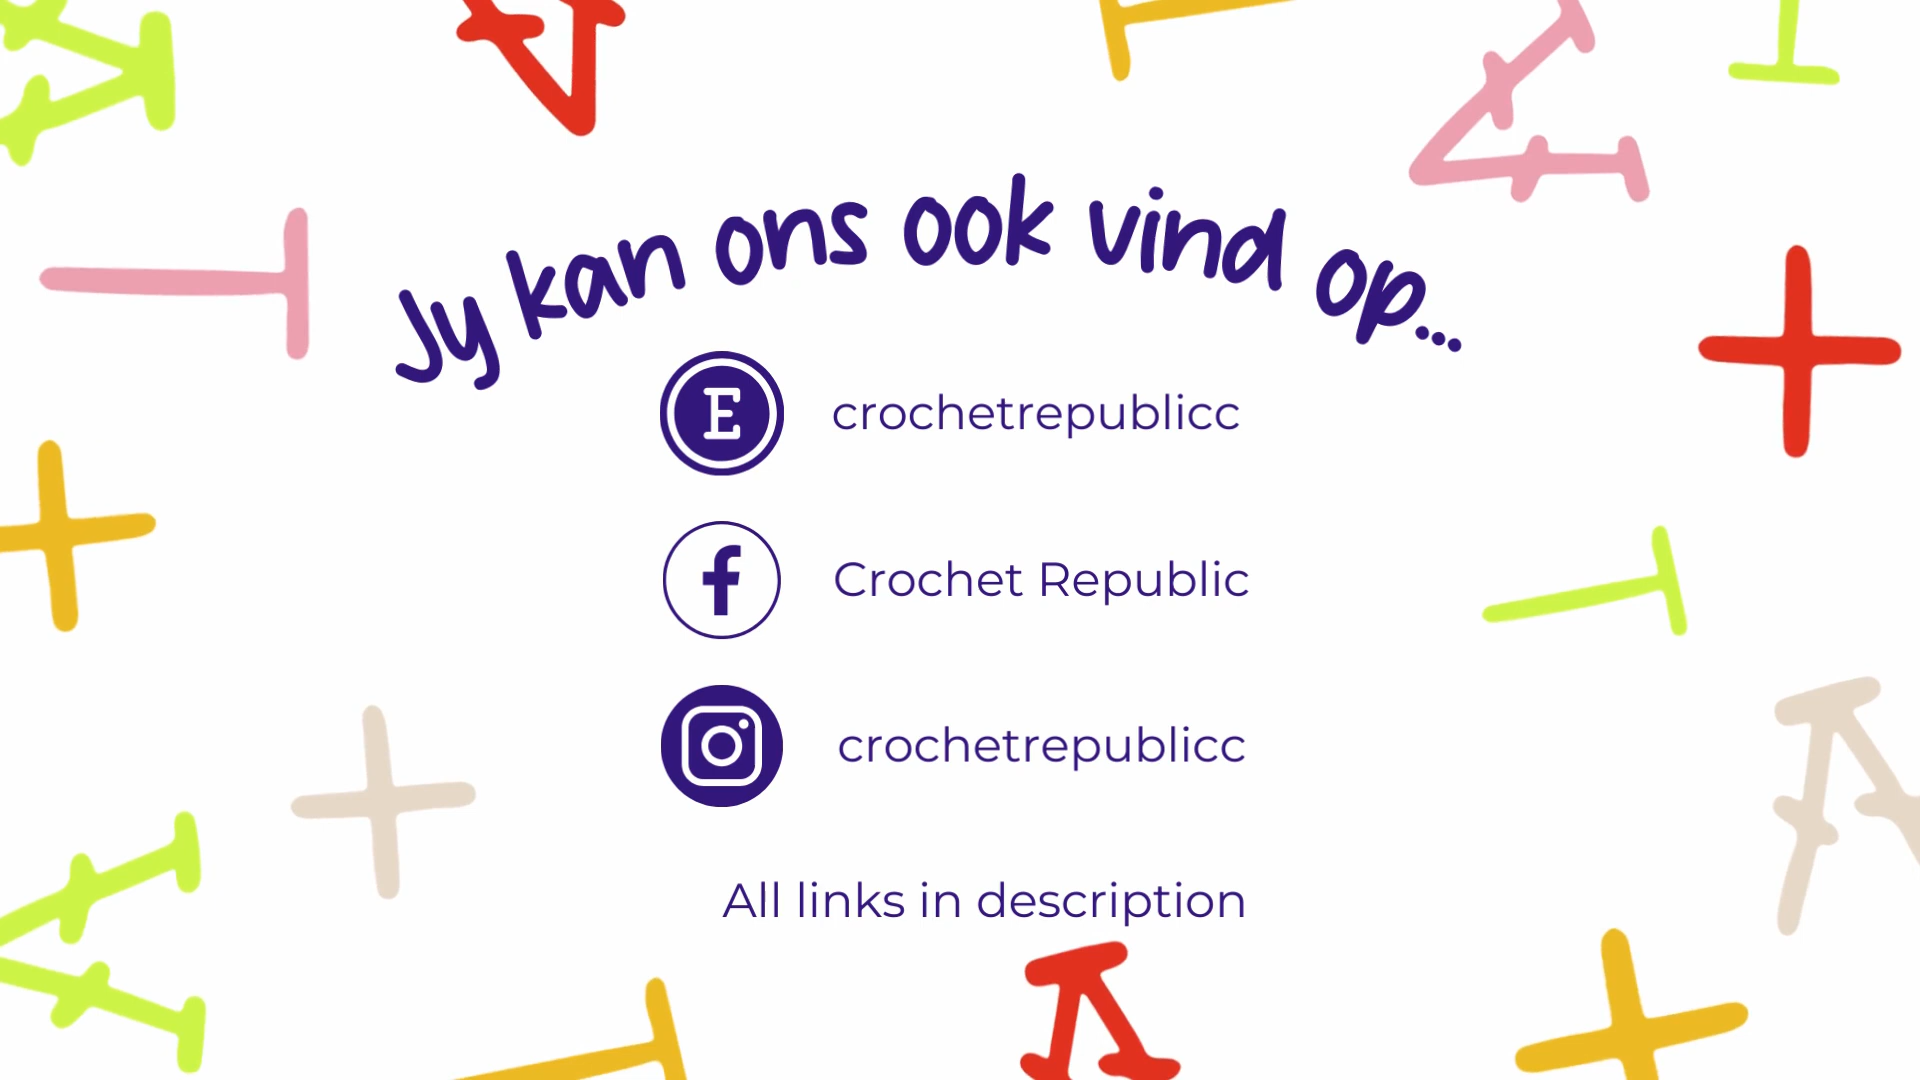 Jy kan ons ook vind op...
E crochetrepublicc
f Crochet Republic
crochetrepublicc
All links in description